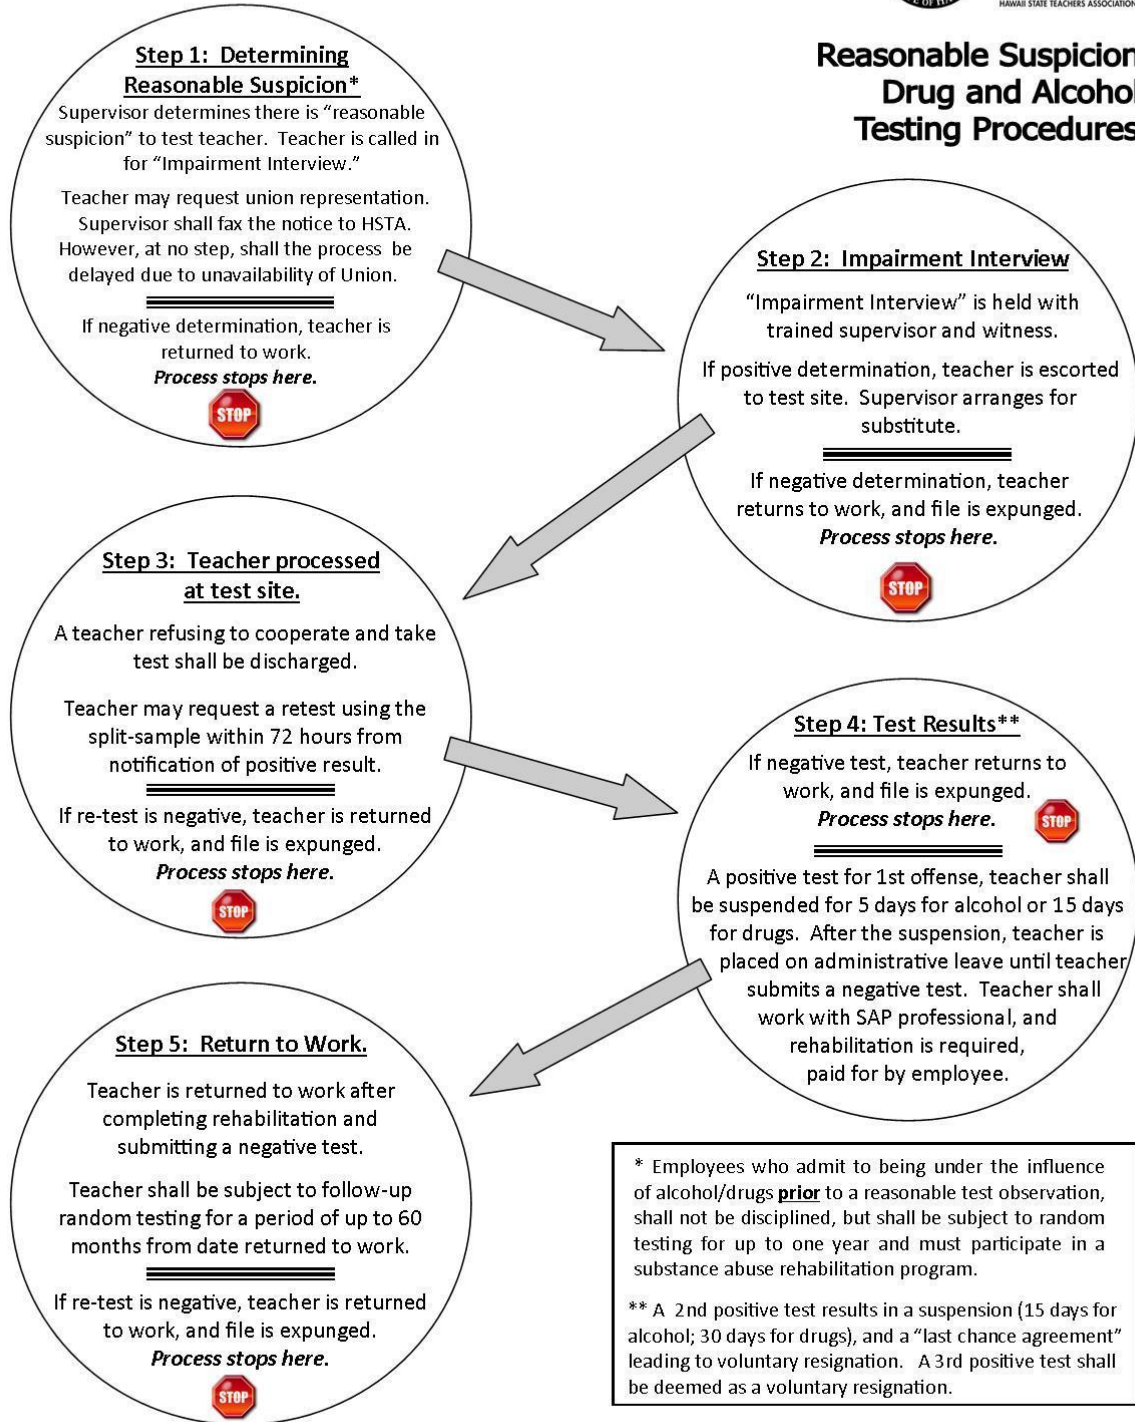 HAWAII STATE TEACHERS ASSOCIATION
Reasonable Suspicion
Drug and Alcohol
Testing Procedures
Step 1: Determining
Reasonable Suspicion*
Supervisor determines there is “reasonable
suspicion” to test teacher. Teacher is called in
for “Impairment Interview.”
Teacher may request union representation.
Supervisor shall fax the notice to HSTA.
However, at no step, shall the process be
delayed due to unavailability of Union.
If negative determination, teacher is
returned to work.
Process stops here.
STOP
Step 2: Impairment Interview
“Impairment Interview” is held with
trained supervisor and witness.
If positive determination, teacher is escorted
to test site. Supervisor arranges for
substitute.
If negative determination, teacher
returns to work, and file is expunged.
Process stops here.
STOP
Step 3: Teacher processed
at test site.
A teacher refusing to cooperate and take
test shall be discharged.
Teacher may request a retest using the
split-sample within 72 hours from
notification of positive result.
If re-test is negative, teacher is returned
to work, and file is expunged.
Process stops here.
STOP
Step 4: Test Results**
If negative test, teacher returns to
work, and file is expunged.
Process stops here.
STOP
A positive test for 1st offense, teacher shall
be suspended for 5 days for alcohol or 15 days
for drugs. After the suspension, teacher is
placed on administrative leave until teacher
submits a negative test. Teacher shall
work with SAP professional, and
rehabilitation is required,
paid for by employee.
Step 5: Return to Work.
Teacher is returned to work after
completing rehabilitation and
submitting a negative test.
Teacher shall be subject to follow-up
random testing for a period of up to 60
months from date returned to work.
If re-test is negative, teacher is returned
to work, and file is expunged.
Process stops here.
STOP
* Employees who admit to being under the influence
of alcohol/drugs prior to a reasonable test observation,
shall not be disciplined, but shall be subject to random
testing for up to one year and must participate in a
substance abuse rehabilitation program.
** A 2nd positive test results in a suspension (15 days for
alcohol; 30 days for drugs), and a “last chance agreement”
leading to voluntary resignation. A 3rd positive test shall
be deemed as a voluntary resignation.